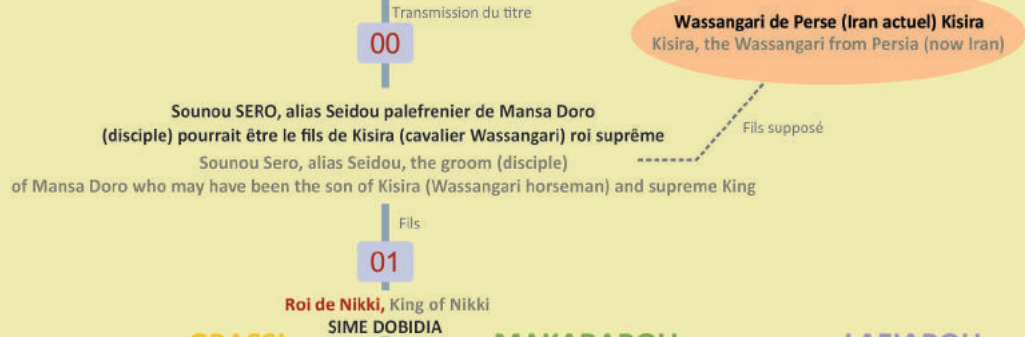 Transmission du titre
00
Wassangari de Perse (Iran actuel) Kisira
Kisira, the Wassangari from Persia (now Iran)
Sounou SERO, alias Seidou palefrenier de Mansa Doro
(disciple) pourrait être le fils de Kisira (cavalier Wassangari) roi suprême
Fils supposé
Sounou Sero, alias Seidou, the groom (disciple)
of Mansa Doro who may have been the son of Kisira (Wassangari horseman) and supreme King
Fils
01
Roi de Nikki, King of Nikki
SIME DOBIDIA